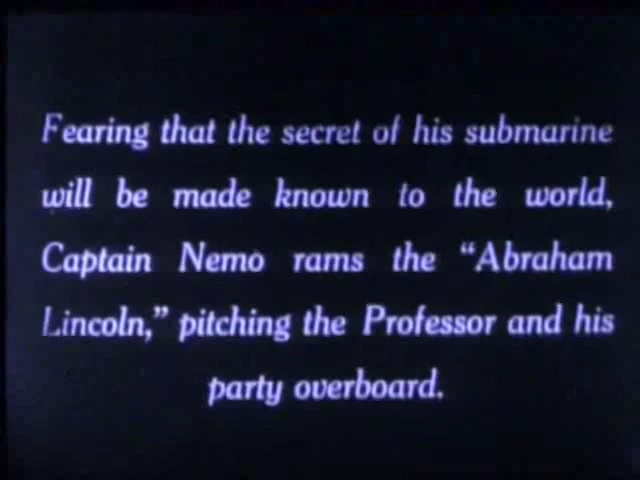 Fearing that the secret of his submarine
will be made known to the world,
Captain Nemo rams the “Abraham
Lincoln,” pitching the Professor and his
party overboard.